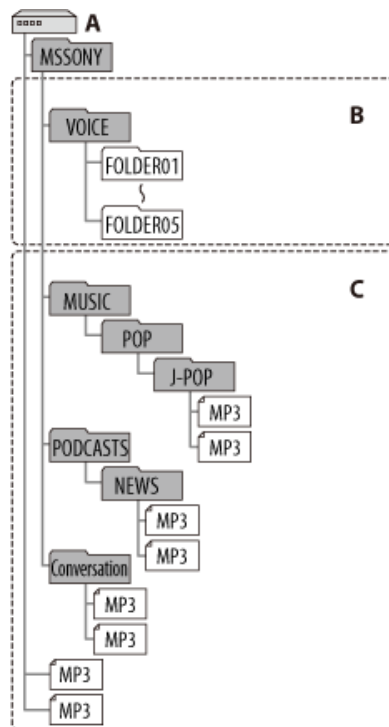 A
MSSONY
B
VOICE
FOLDER01
FOLDER05
C
MUSIC
POP
J-POP
MP3
MP3
PODCASTS
NEWS
MP3
MP3
Conversation
MP3
MP3
MP3
MP3